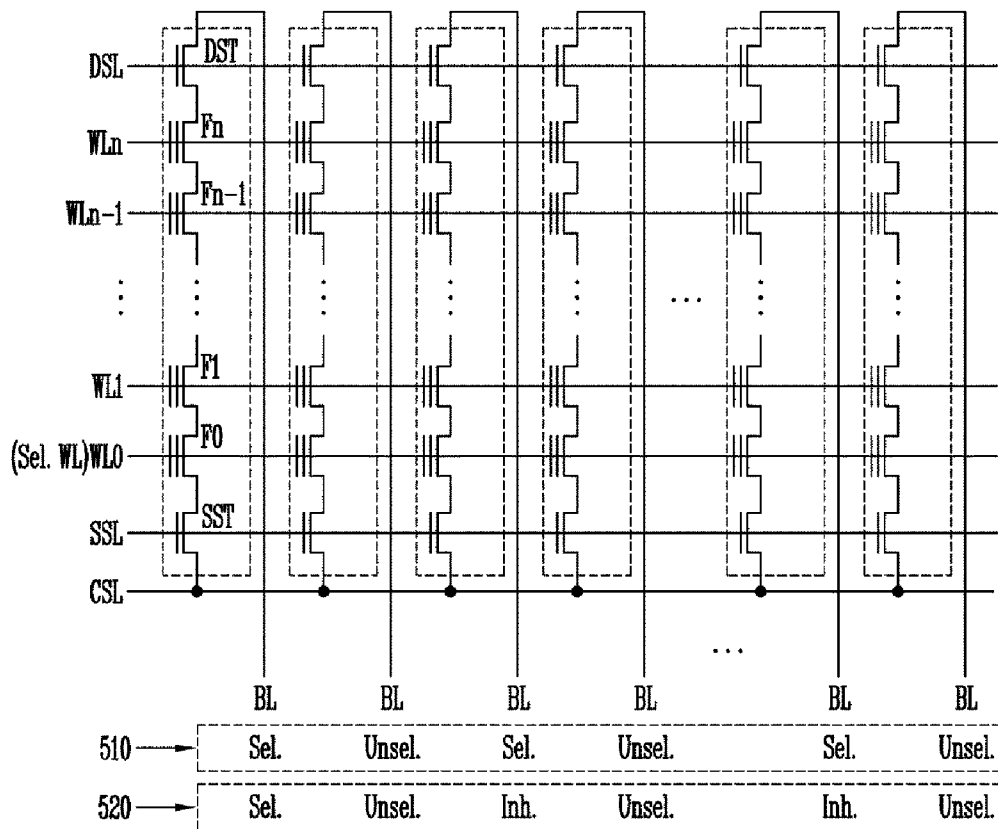 DSL DST
WLn Fn
WLn-1 Fn-1
WL1 F1
(Sel. WL)WL0 F0
SSL SST
CSL
...
BL BL BL BL BL BL
510 Sel. Unsel. Sel. Unsel. Sel. Unsel.
520 Sel. Unsel. Inh. Unsel. Inh. Unsel.